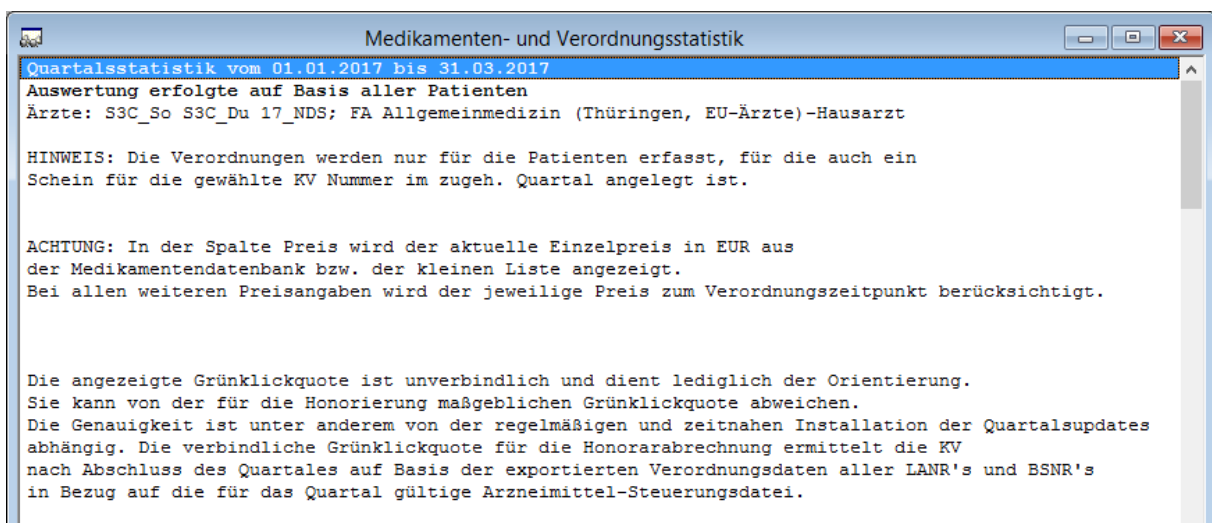 Medikamenten- und Verordnungsstatistik
Quartalsstatistik vom 01.01.2017 bis 31.03.2017
Auswertung erfolgte auf Basis aller Patienten
Ärzte: S3C_So S3C_Du 17_NDS; FA Allgemeinmedizin (Thüringen, EU-Ärzte)-Hausarzt
HINWEIS: Die Verordnungen werden nur für die Patienten erfasst, für die auch ein
Schein für die gewählte KV Nummer im zugeh. Quartal angelegt ist.
ACHTUNG: In der Spalte Preis wird der aktuelle Einzelpreis in EUR aus
der Medikamentendatenbank bzw. der kleinen Liste angezeigt.
Bei allen weiteren Preisangaben wird der jeweilige Preis zum Verordnungszeitpunkt berücksichtigt.
Die angezeigte Grünklickquote ist unverbindlich und dient lediglich der Orientierung.
Sie kann von der für die Honorierung maßgeblichen Grünklickquote abweichen.
Die Genauigkeit ist unter anderem von der regelmäßigen und zeitnahen Installation der Quartalsupdates
abhängig. Die verbindliche Grünklickquote für die Honorarabrechnung ermittelt die KV
nach Abschluss des Quartales auf Basis der exportierten Verordnungsdaten aller LANR's und BSNR's
in Bezug auf die für das Quartal gültige Arzneimittel-Steuerungsdatei.